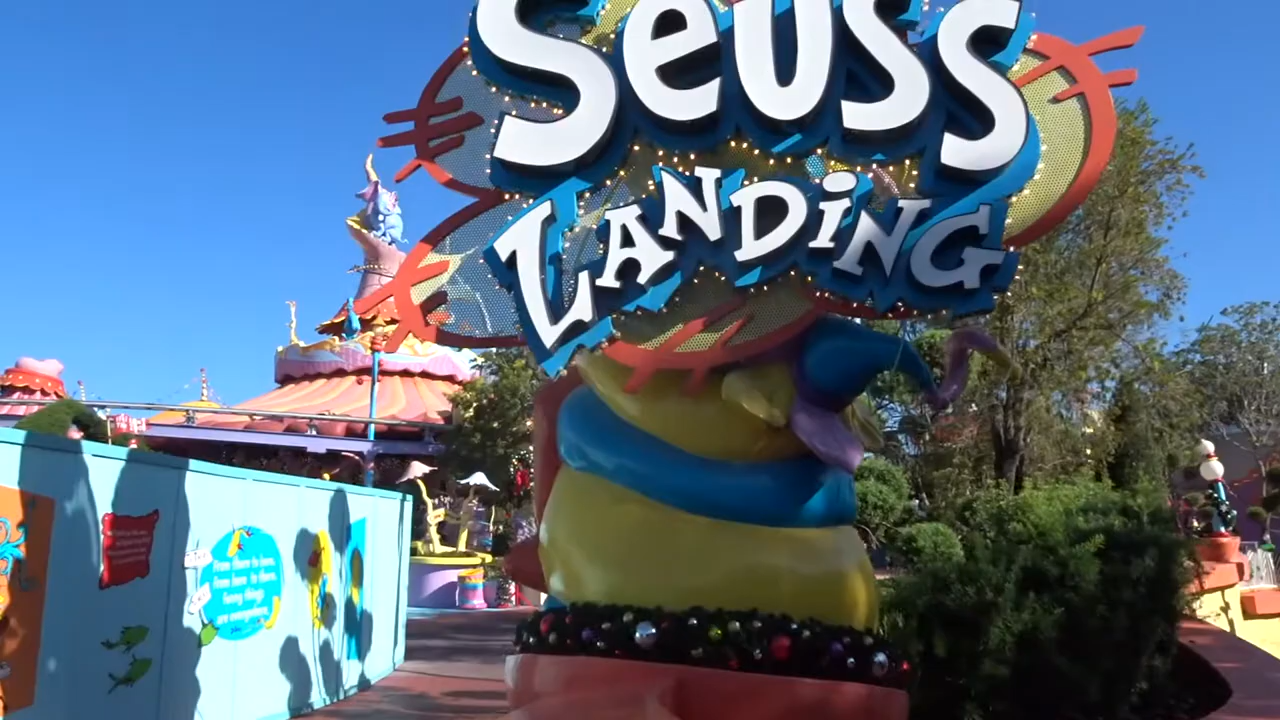 SEUSS
LANDING
From there to here,
from here to there,
funny things
are everywhere.